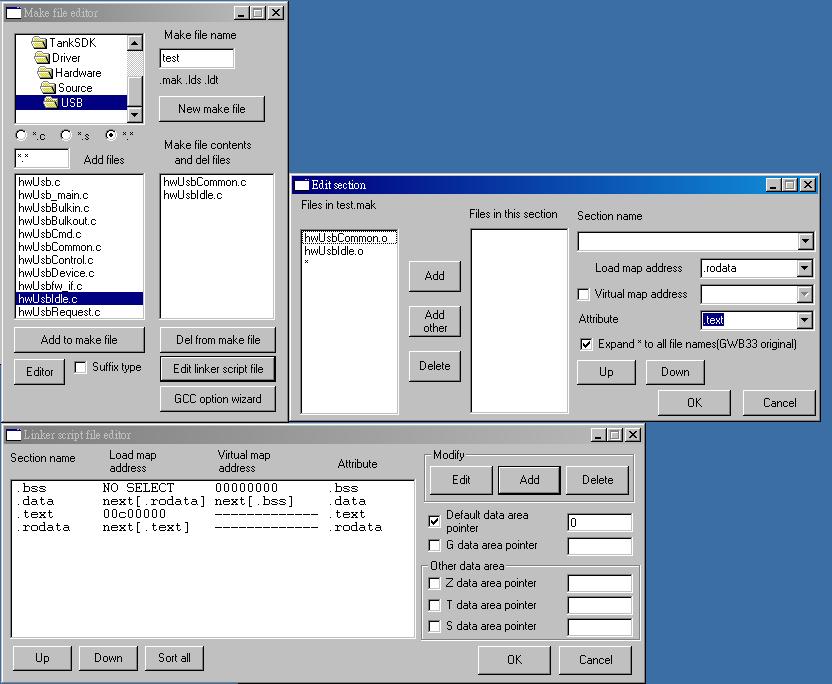 Make file editor
TankSDK
Driver
Hardware
Source
USB
Make file name
test
.mak .lds .ldt
New make file
*.c
*.s
*.*
*.*
Add files
Make file contents
and del files
hwUsb.c
hwUsb_main.c
hwUsbBulkin.c
hwUsbBulkout.c
hwUsbCmd.c
hwUsbCommon.c
hwUsbControl.c
hwUsbDevice.c
hwUsbfw_if.c
hwUsbIdle.c
hwUsbRequest.c
hwUsbCommon.c
hwUsbIdle.c
Add to make file
Del from make file
Editor
Suffix type
Edit linker script file
GCC option wizard
Edit section
Files in test.mak
hwUsbCommon.o
hwUsbIdle.o
*
Add
Add
other
Delete
Files in this section
Section name
Load map address
.rodata
Virtual map address
Attribute
.text
Expand * to all file names(GWB33 original)
Up
Down
OK
Cancel
Linker script file editor
Section name
Load map
address
Virtual map
address
Attribute
.bss NO SELECT 00000000 .bss
.data next[.rodata] next[.bss] .data
.text 00c00000 ------------- .text
.rodata next[.text] ------------- .rodata
Modify
Edit
Add
Delete
Default data area
pointer
0
G data area pointer
Other data area
Z data area pointer
T data area pointer
S data area pointer
Up
Down
Sort all
OK
Cancel